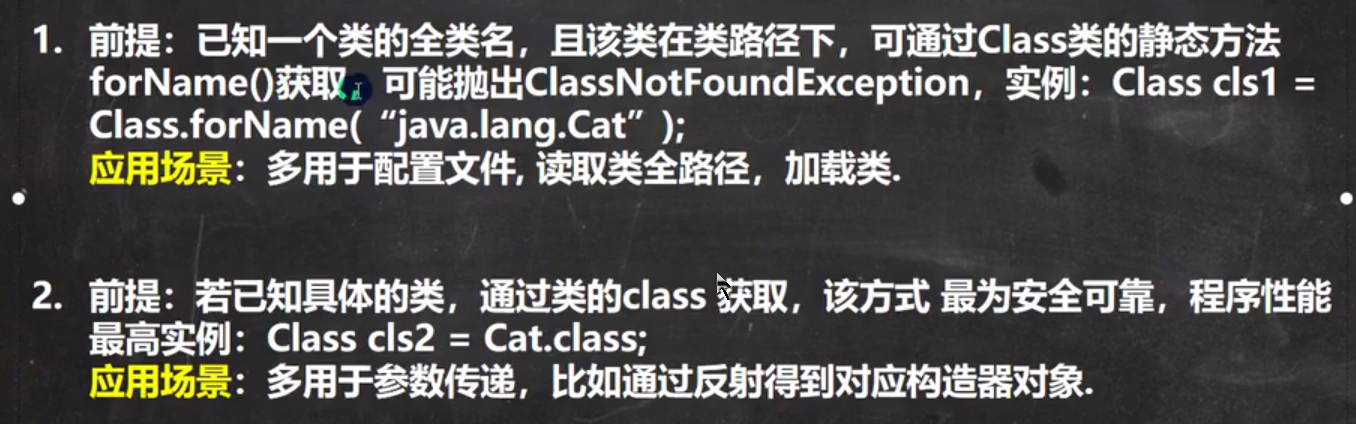 1. 前提：已知一个类的全类名，且该类在类路径下，可通过Class类的静态方法
forName()获取，可能抛出ClassNotFoundException，实例：Class cls1 =
Class.forName( “java.lang.Cat” );
应用场景：多用于配置文件, 读取类全路径，加载类.
2. 前提：若已知具体的类，通过类的class 获取，该方式 最为安全可靠，程序性能
最高实例：Class cls2 = Cat.class;
应用场景：多用于参数传递，比如通过反射得到对应构造器对象.